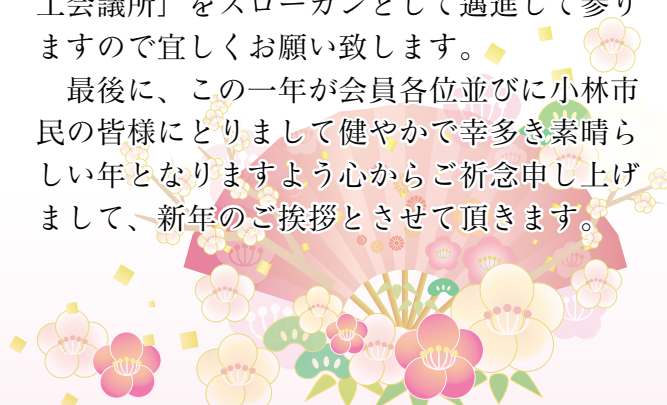 工会議所」をスローガンとして邁進して参り
ますので宜しくお願い致します。
　最後に、この一年が会員各位並びに小林市
民の皆様にとりまして健やかで幸多き素晴ら
しい年となりますよう心からご祈念申し上げ
まして、新年のご挨拶とさせて頂きます。